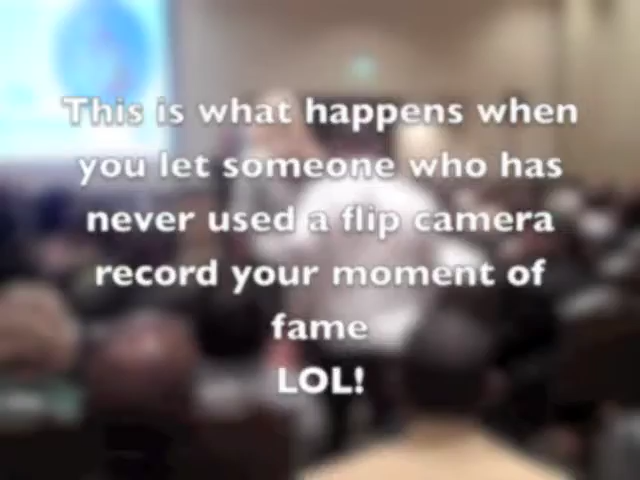 This is what happens when
you let someone who has
never used a flip camera
record your moment of
fame
LOL!